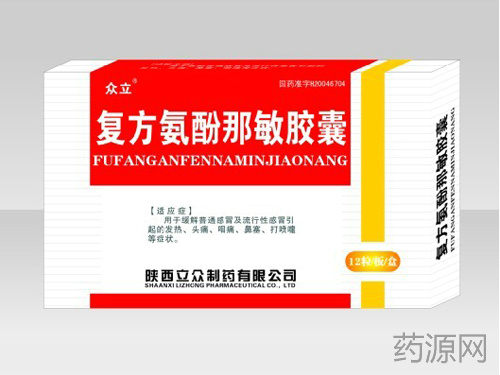 众立®
国药准字H20046704
复方氨酚那敏胶囊
FUFANGANFENNAMINJIAONANG
【适应症】
用于缓解普通感冒及流行性感冒引
起的发热、头痛、咽痛、鼻塞、打喷嚏
等症状。
12粒/板/盒
陕西立众制药有限公司
SHAANXI LIZHONG PHARMACEUTICAL CO., LTD.
复方氨酚那敏胶囊
FUFANGANFENNAMINJIAONANG
药源网